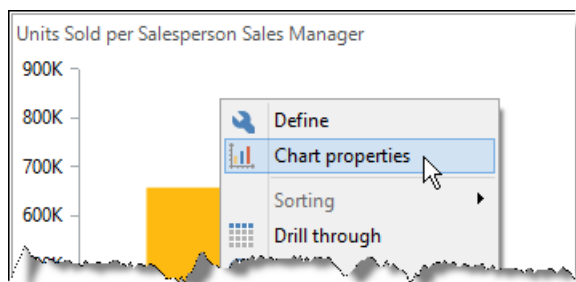 Units Sold per Salesperson Sales Manager
900K
800K
700K
600K
Define
Chart properties
Sorting
Drill through